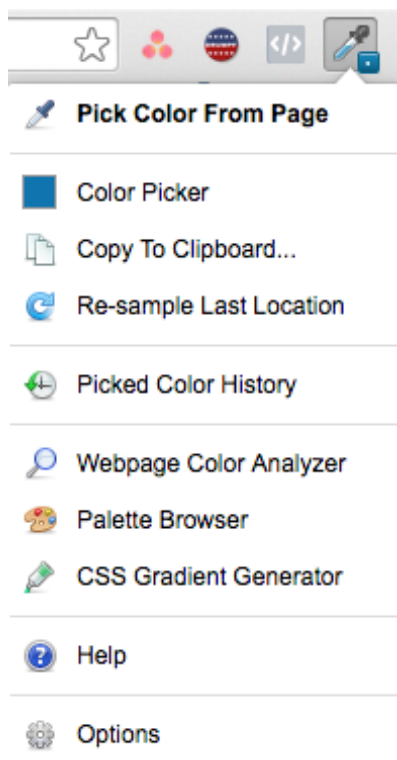 Pick Color From Page
Color Picker
Copy To Clipboard...
Re-sample Last Location
Picked Color History
Webpage Color Analyzer
Palette Browser
CSS Gradient Generator
Help
Options